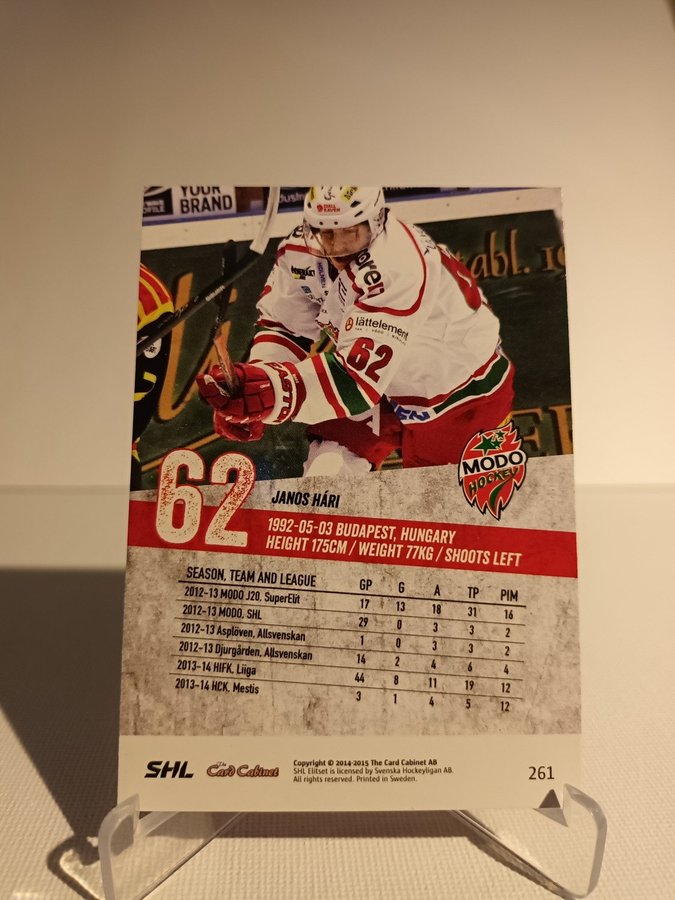 YOUR
BRAND
FJÄLL
RÄVEN
tabl. 19
lättelement
62
MODO
HOCKEY
62
JANOS HÁRI
1992-05-03 BUDAPEST, HUNGARY
HEIGHT 175CM / WEIGHT 77KG / SHOOTS LEFT
SEASON, TEAM AND LEAGUE GP G A TP PIM
2012-13 MODO J20, SuperElit 17 13 18 31 16
2012-13 MODO, SHL 29 0 3 3 2
2012-13 Asplöven, Allsvenskan 1 0 3 3 2
2012-13 Djurgården, Allsvenskan 14 2 4 6 4
2013-14 HIFK, Liiga 44 8 11 19 12
2013-14 HCK, Mestis 3 1 4 5 12
SHL
The
Card Cabinet
Copyright © 2014-2015 The Card Cabinet AB
SHL Elitset is licensed by Svenska Hockeyligan AB.
All rights reserved. Printed in Sweden.
261